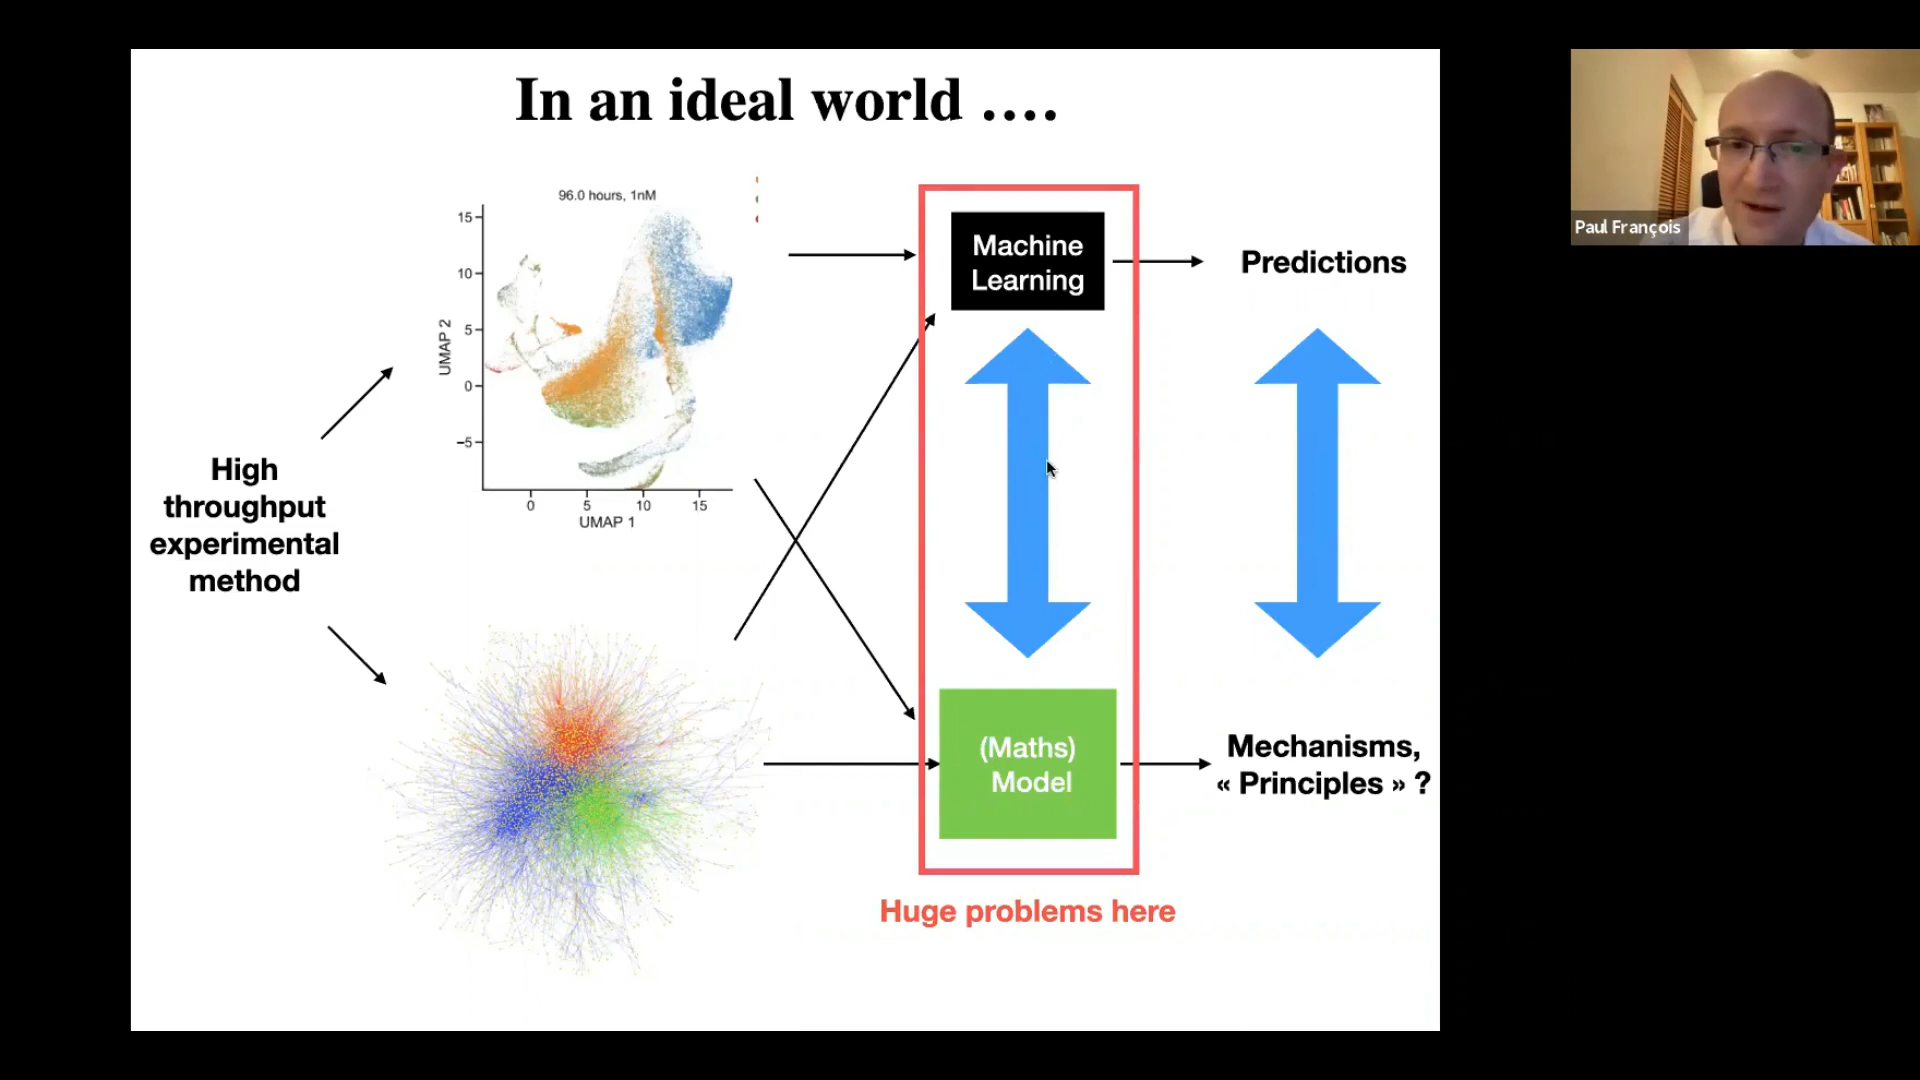 In an ideal world ....
96.0 hours, 1nM
15
10
5
0
−5
UMAP 2
0 5 10 15
UMAP 1
High
throughput
experimental
method
Machine
Learning
Predictions
(Maths)
Model
Mechanisms,
« Principles » ?
Huge problems here
Paul François